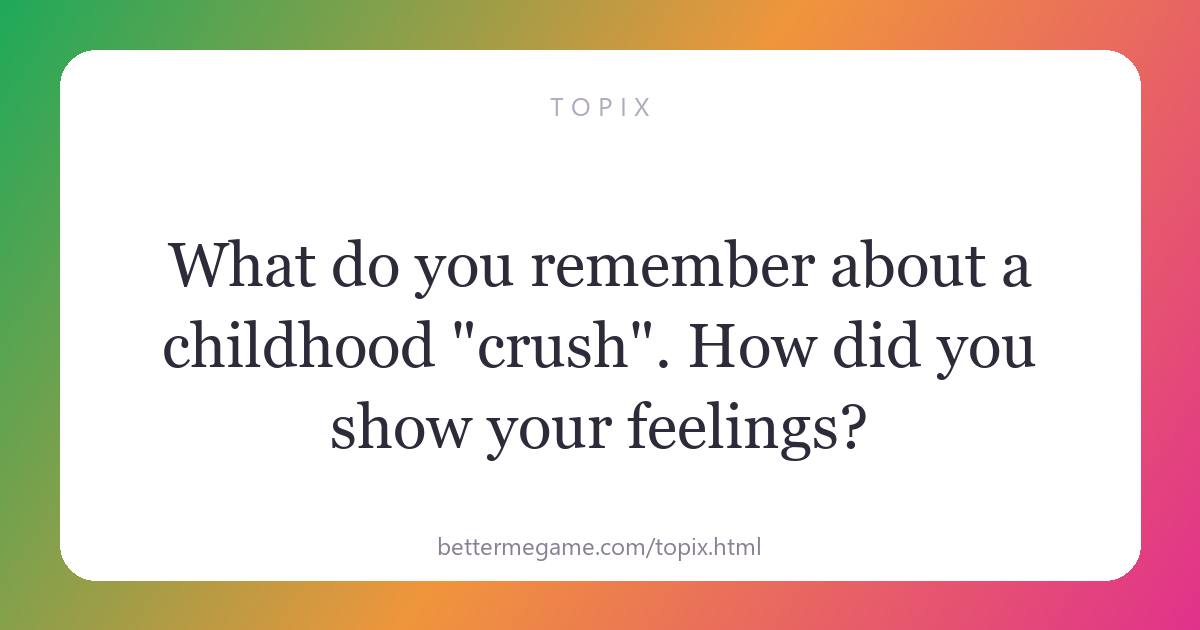 TOPIX
What do you remember about a
childhood "crush". How did you
show your feelings?
bettermegame.com/topix.html